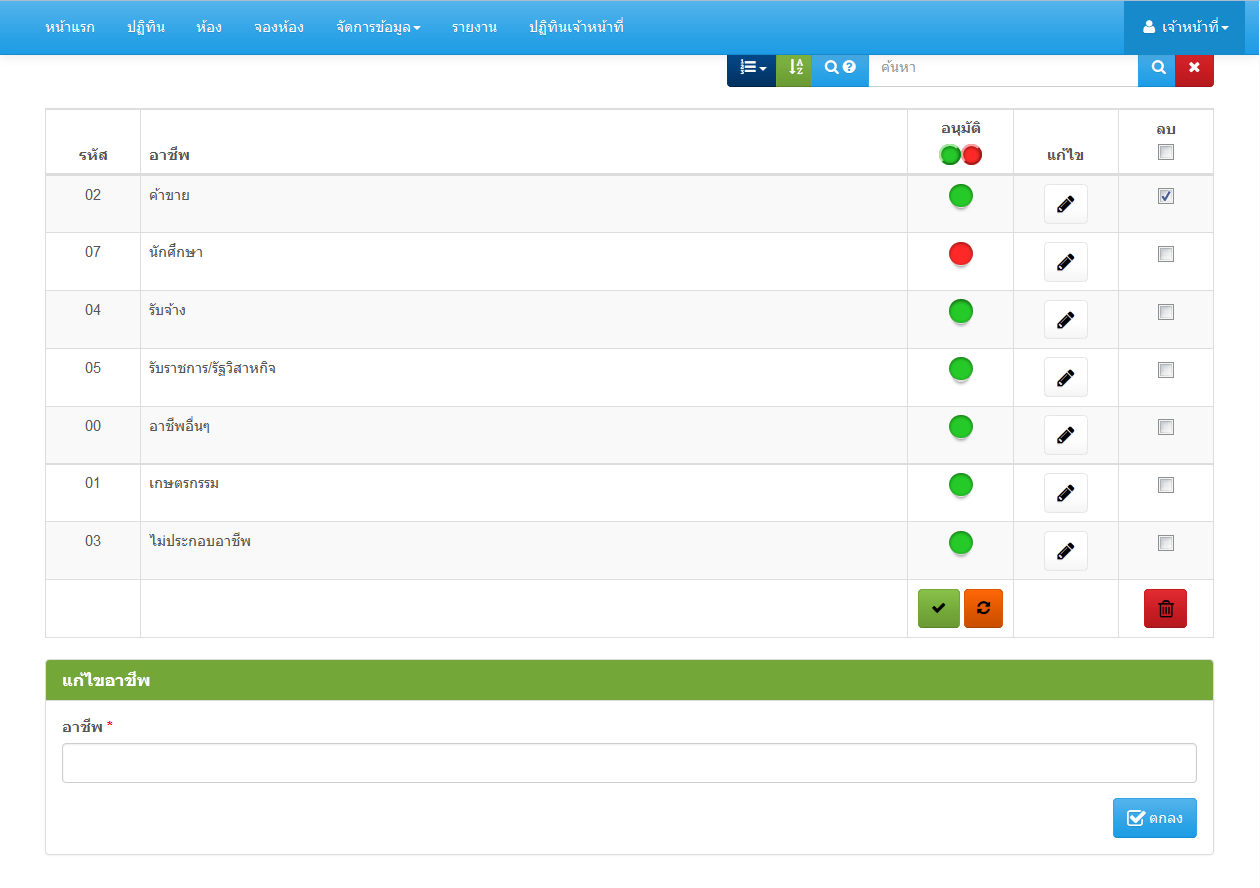 หน้าแรก ปฏิทิน ห้อง จองห้อง จัดการข้อมูล รายงาน ปฏิทินเจ้าหน้าที่ เจ้าหน้าที่
ค้นหา
รหัส อาชีพ อนุมัติ แก้ไข ลบ
02 ค้าขาย
07 นักศึกษา
04 รับจ้าง
05 รับราชการ/รัฐวิสาหกิจ
00 อาชีพอื่นๆ
01 เกษตรกรรม
03 ไม่ประกอบอาชีพ
แก้ไขอาชีพ
อาชีพ *
ตกลง